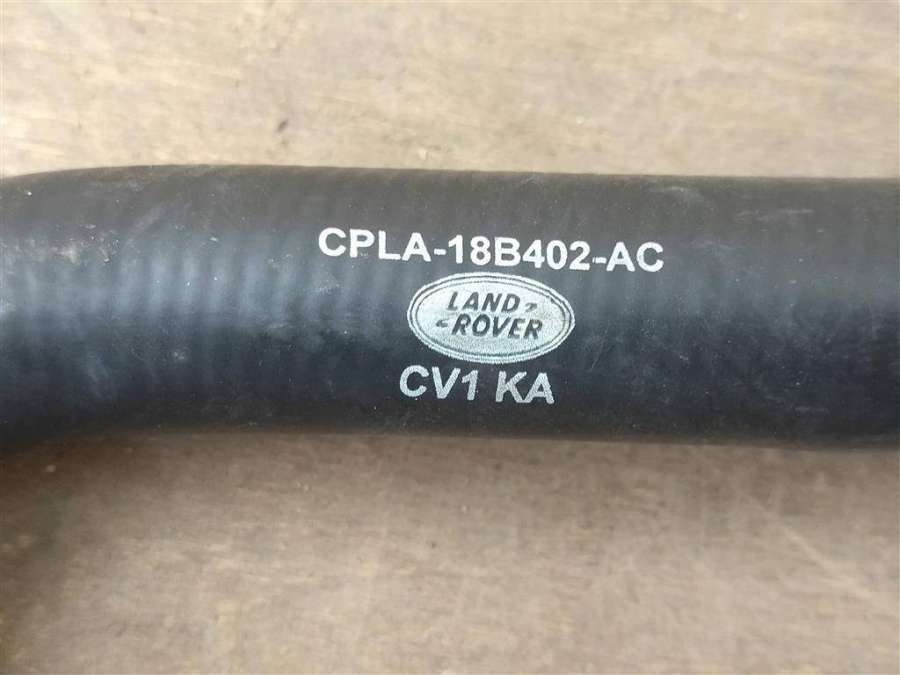 CPLA-18B402-AC
LAND
ROVER
CV1 KA